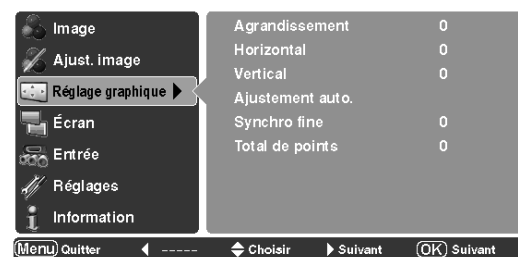 Image
Ajust. image
Réglage graphique
Écran
Entrée
Réglages
Information
Agrandissement 0
Horizontal 0
Vertical 0
Ajustement auto.
Synchro fine 0
Total de points 0
Menu Quitter ----- Choisir Suivant OK Suivant